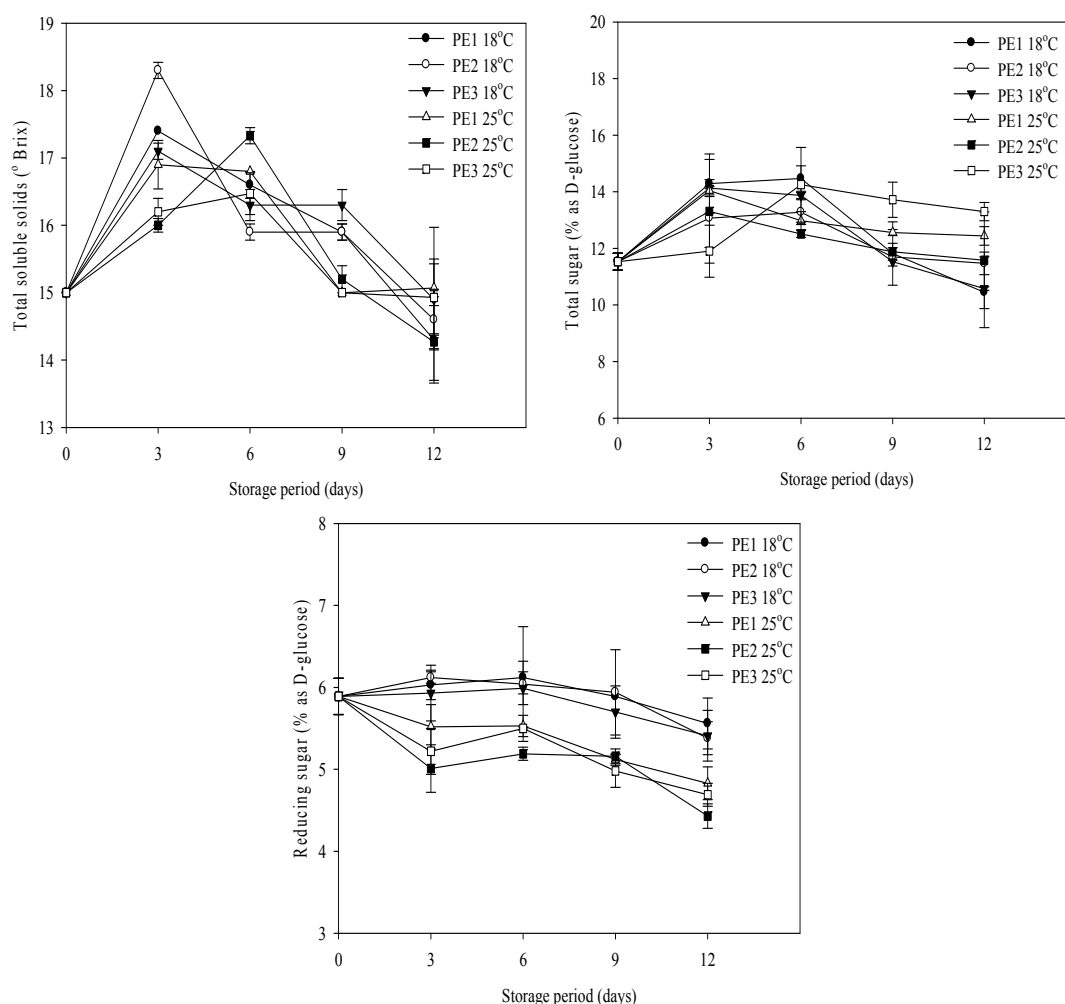 Total soluble solids (° Brix)
19
18
17
16
15
14
13
0 3 6 9 12
Storage period (days)
PE1 18°C
PE2 18°C
PE3 18°C
PE1 25°C
PE2 25°C
PE3 25°C
Total sugar (% as D-glucose)
20
18
16
14
12
10
8
6
0 3 6 9 12
Storage period (days)
PE1 18°C
PE2 18°C
PE3 18°C
PE1 25°C
PE2 25°C
PE3 25°C
Reducing sugar (% as D-glucose)
8
7
6
5
4
3
0 3 6 9 12
Storage period (days)
PE1 18°C
PE2 18°C
PE3 18°C
PE1 25°C
PE2 25°C
PE3 25°C